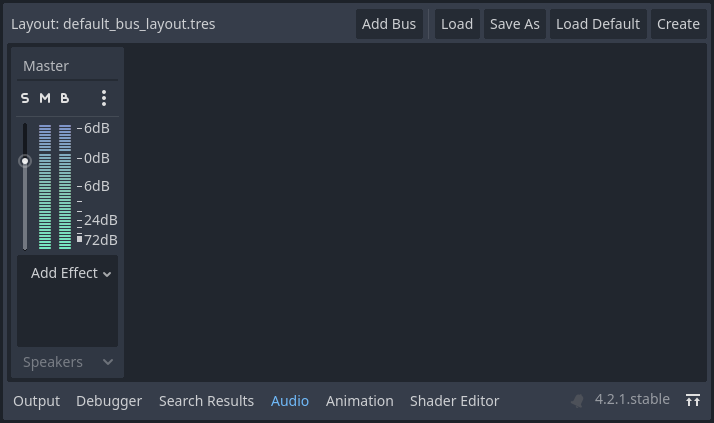 Layout: default_bus_layout.tres Add Bus Load Save As Load Default Create
Master
S M B
6dB
0dB
6dB
24dB
72dB
Add Effect
Speakers
Output Debugger Search Results Audio Animation Shader Editor 4.2.1.stable